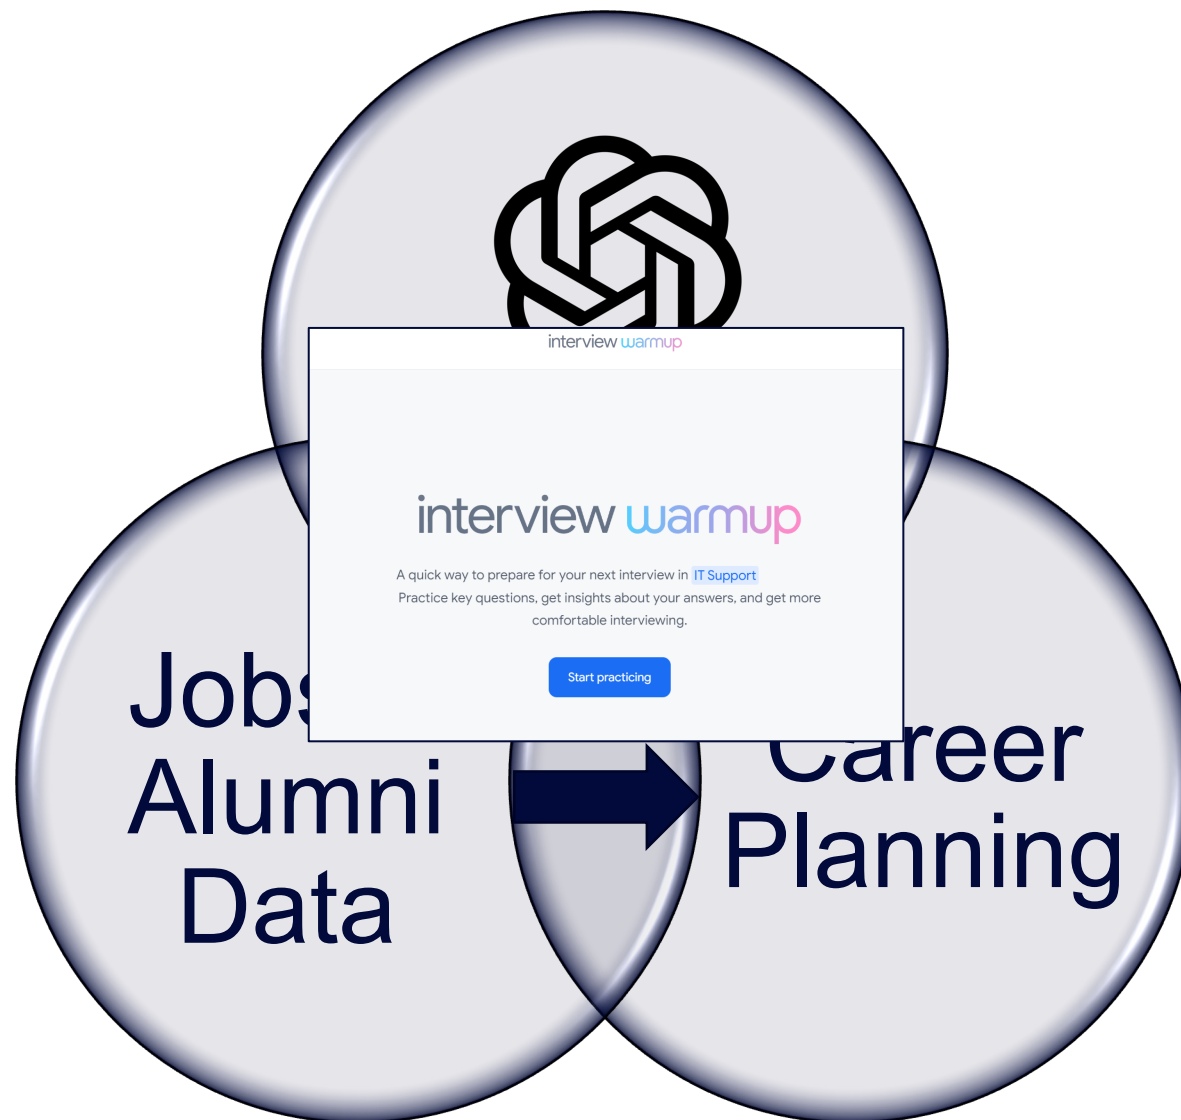 interview warmup
interview warmup
A quick way to prepare for your next interview in IT Support
Practice key questions, get insights about your answers, and get more
comfortable interviewing.
Start practicing
Jobs
Alumni
Data
Career
Planning